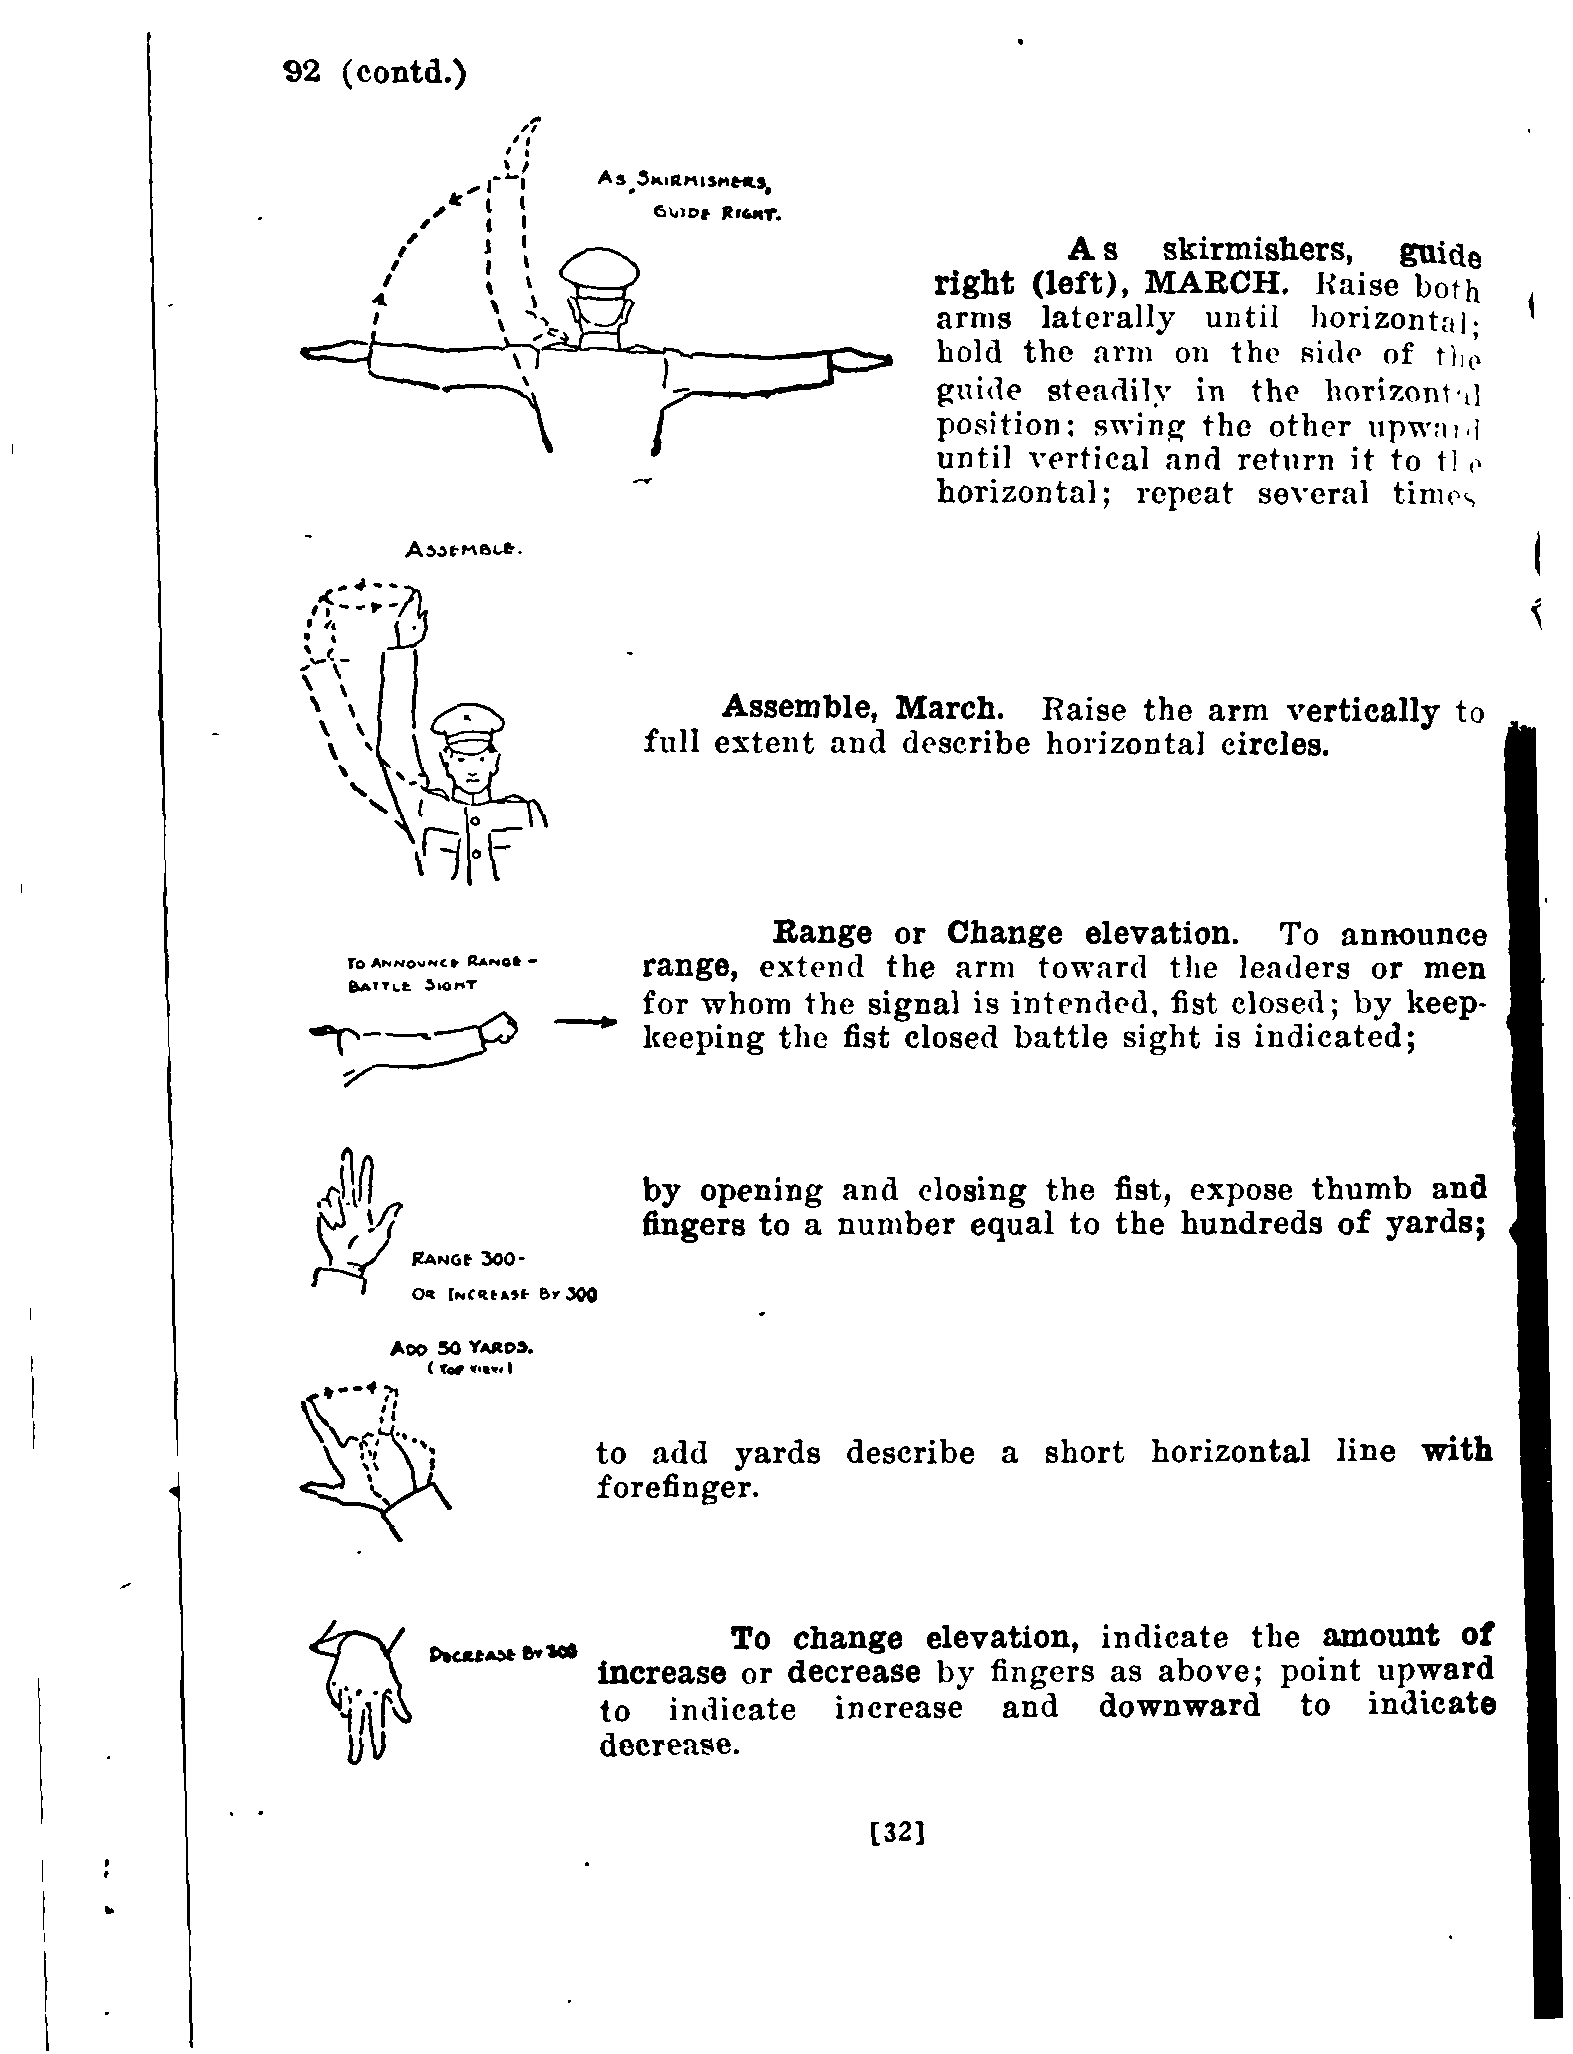 92 (contd.)
As Skirmishers,
Guide Right.
As skirmishers, guide
right (left), MARCH. Raise both
arms laterally until horizontal;
hold the arm on the side of the
guide steadily in the horizontal
position; swing the other upward
until vertical and return it to the
horizontal; repeat several times
Assemble.
Assemble, March. Raise the arm vertically to
full extent and describe horizontal circles.
To Announce Range -
Battle Sight
Range or Change elevation. To announce
range, extend the arm toward the leaders or men
for whom the signal is intended, fist closed; by keep-
keeping the fist closed battle sight is indicated;
by opening and closing the fist, expose thumb and
fingers to a number equal to the hundreds of yards;
Range 300-
Or Increase By 300
Add 50 Yards.
(Top View)
to add yards describe a short horizontal line with
forefinger.
Decrease By 300
To change elevation, indicate the amount of
increase or decrease by fingers as above; point upward
to indicate increase and downward to indicate
decrease.
[32]